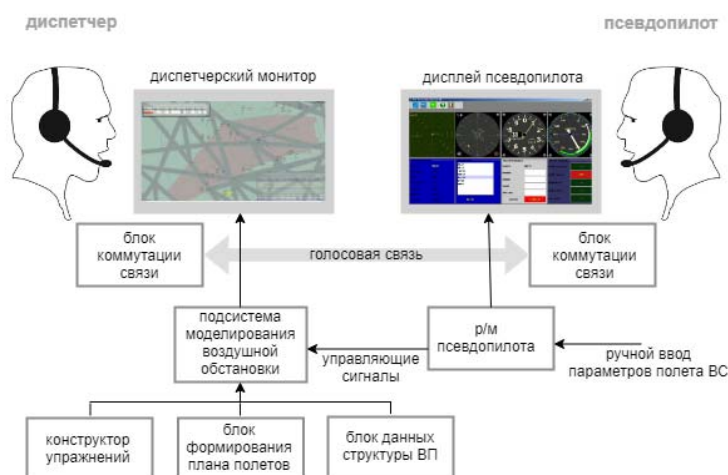 диспетчер
псевдопилот
диспетчерский монитор
дисплей псевдопилота
блок
коммутации
связи
голосовая связь
блок
коммутации
связи
подсистема
моделирования
воздушной
обстановки
управляющие
сигналы
р/м
псевдопилота
ручной ввод
параметров полета ВС
конструктор
упражнений
блок
формирования
плана полетов
блок данных
структуры ВП